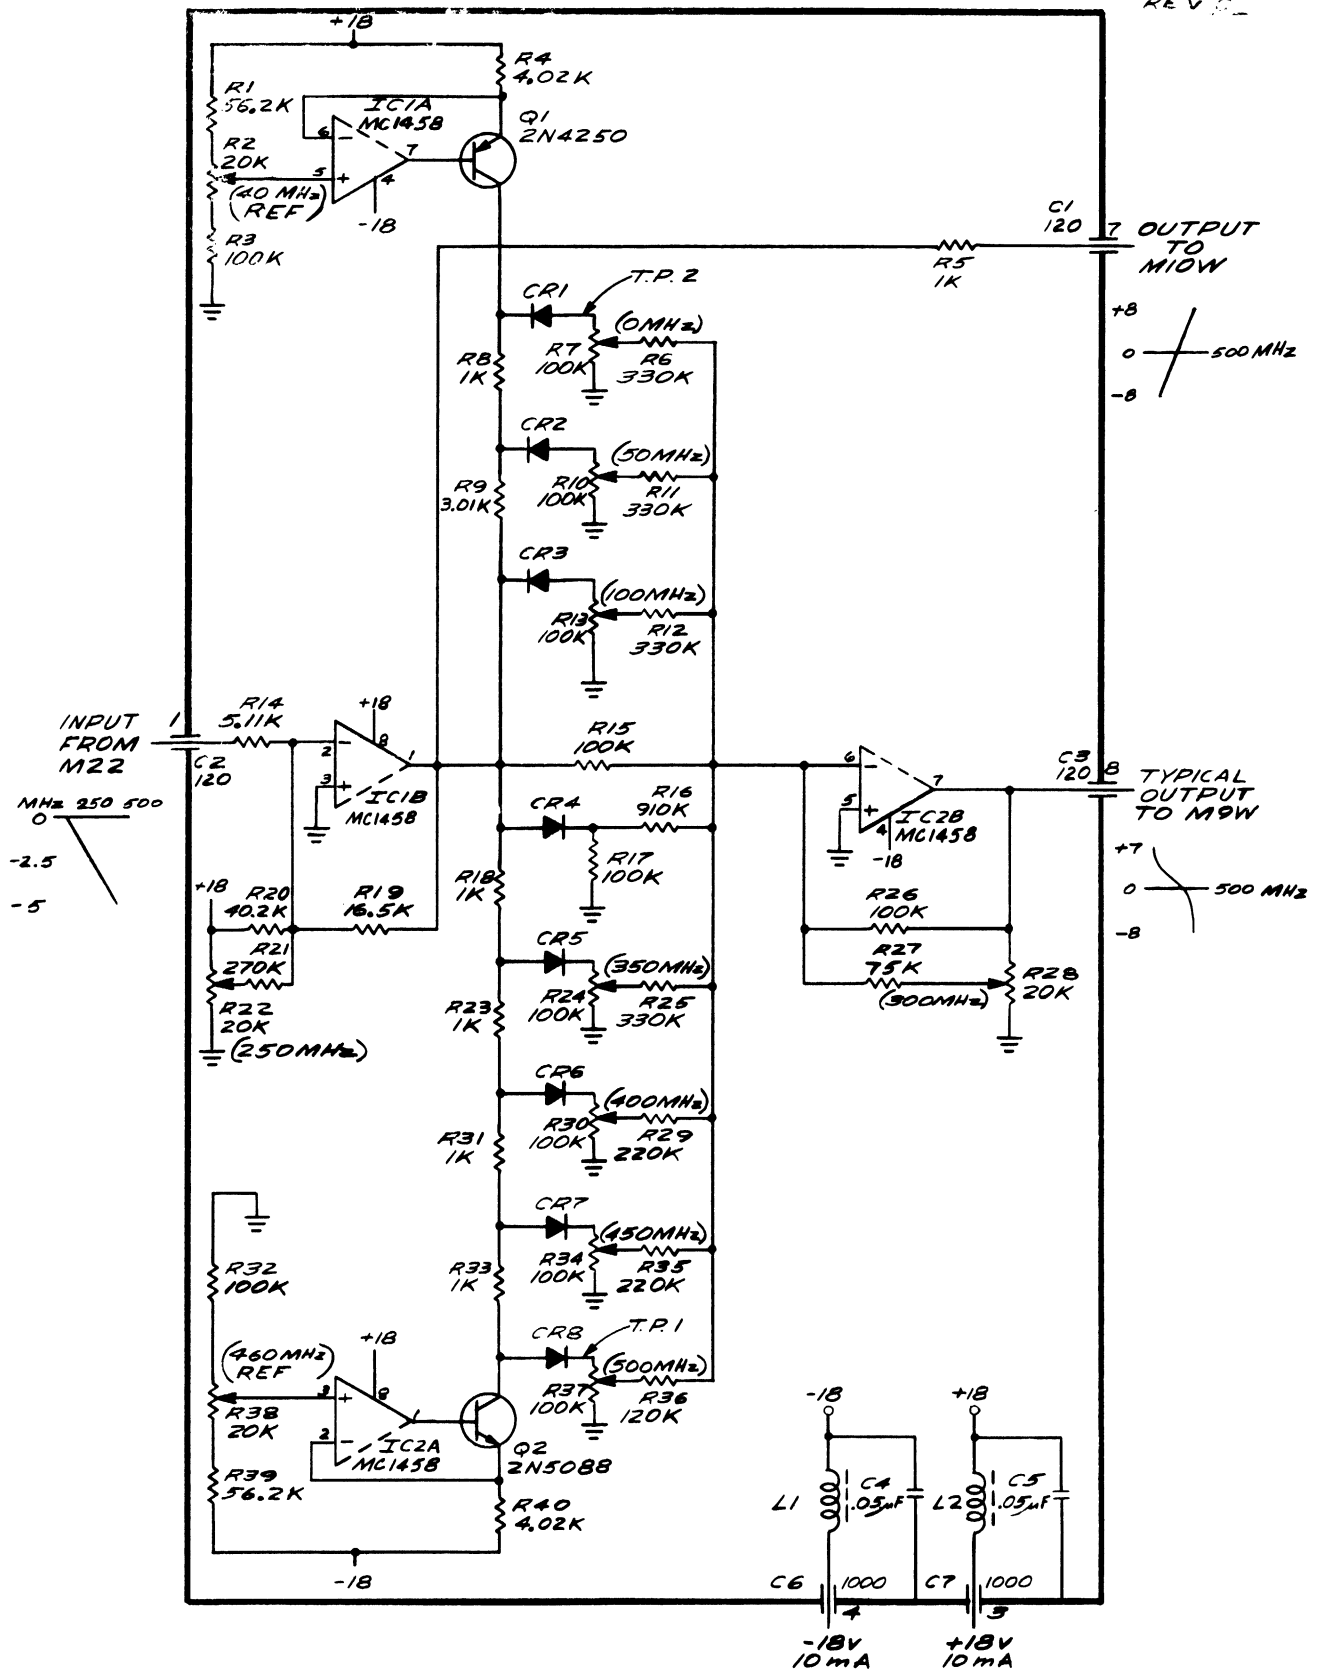 REV
+18
R4
4.02K
R1
56.2K
IC1A
MC1458
Q1
2N4250
6
7
R2
20K
5
4
(40 MHz
REF)
-18
R3
100K
C1
120
7
OUTPUT
TO
M10W
R5
1K
T.P. 2
CR1
+8
0
500 MHz
-8
(0MHz)
R7
100K
R6
330K
R8
1K
CR2
(50MHz)
R9
3.01K
R10
100K
R11
330K
CR3
(100MHz)
R13
100K
R12
330K
INPUT
FROM
M22
1
R14
5.11K
C2
120
+18
8
2
3
1
IC1B
MC1458
R15
100K
6
7
5
4
IC2B
MC1458
-18
C3
120
8
TYPICAL
OUTPUT
TO M9W
MHz 250 500
0
-2.5
-5
CR4
R16
910K
R17
100K
R18
1K
+7
0
500 MHz
-8
+18
R20
40.2K
R19
16.5K
R21
270K
R22
20K
(250MHz)
R26
100K
R27
75K
(300MHz)
R28
20K
CR5
(350MHz)
R23
1K
R24
100K
R25
330K
CR6
(400MHz)
R31
1K
R30
100K
R29
220K
CR7
(450MHz)
R32
100K
R33
1K
R34
100K
R35
220K
+18
CR8
T.P. 1
(460MHz)
REF
(500MHz)
3
8
1
2
R38
20K
R37
100K
R36
120K
IC2A
MC1458
Q2
2N5088
R39
56.2K
R40
4.02K
-18
-18
+18
L1
C4
.05µF
L2
C5
.05µF
C6
1000
4
C7
1000
3
-18V
10mA
+18V
10mA